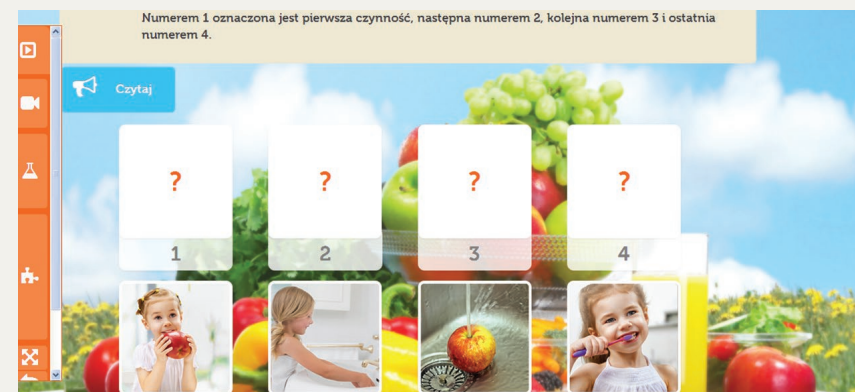 Numerem 1 oznaczona jest pierwsza czynność, następna numerem 2, kolejna numerem 3 i ostatnia
numerem 4.
Czytaj
? ? ? ?
1 2 3 4